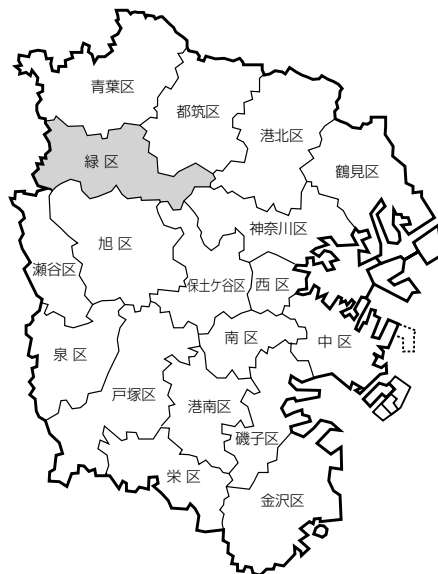 青葉区
都筑区
港北区
緑 区
鶴見区
神奈川区
旭 区
瀬谷区
保土ケ谷区
西 区
南 区
中 区
泉 区
戸塚区
港南区
磯子区
栄 区
金沢区